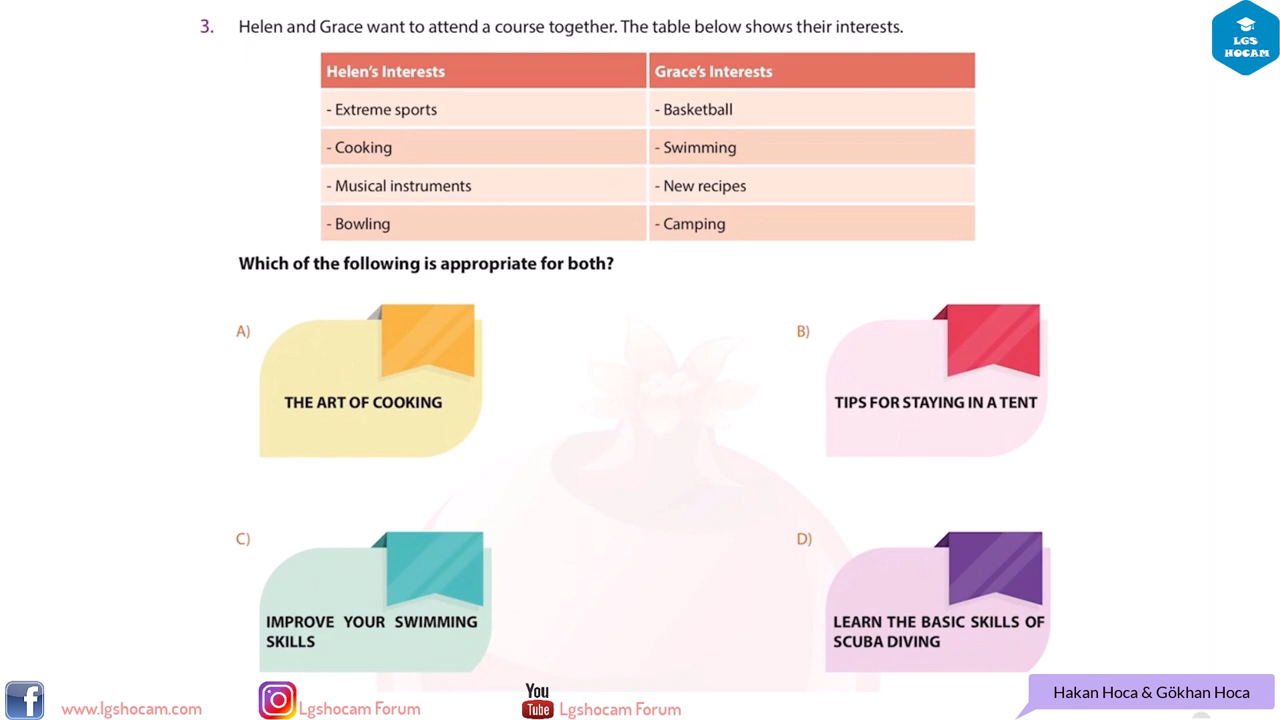 LGS
HOCAM
3. Helen and Grace want to attend a course together. The table below shows their interests.
Helen's Interests Grace's Interests
- Extreme sports - Basketball
- Cooking - Swimming
- Musical instruments - New recipes
- Bowling - Camping
Which of the following is appropriate for both?
A) B)
THE ART OF COOKING TIPS FOR STAYING IN A TENT
C) D)
IMPROVE YOUR SWIMMING LEARN THE BASIC SKILLS OF
SKILLS SCUBA DIVING
www.lgshocam.com Lgshocam Forum You Tube Lgshocam Forum Hakan Hoca & Gökhan Hoca